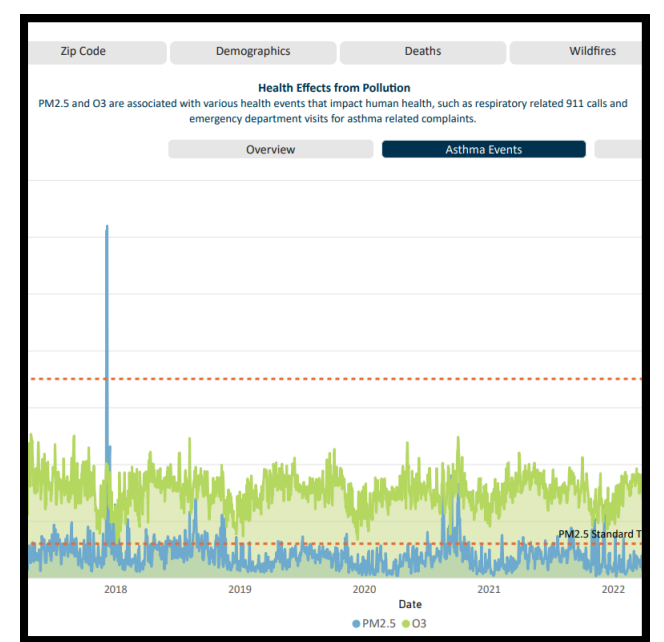 Zip Code Demographics Deaths Wildfires
Health Effects from Pollution
PM2.5 and O3 are associated with various health events that impact human health, such as respiratory related 911 calls and
emergency department visits for asthma related complaints.
Overview Asthma Events
PM2.5 Standard T
2018 2019 2020 2021 2022
Date
PM2.5 O3